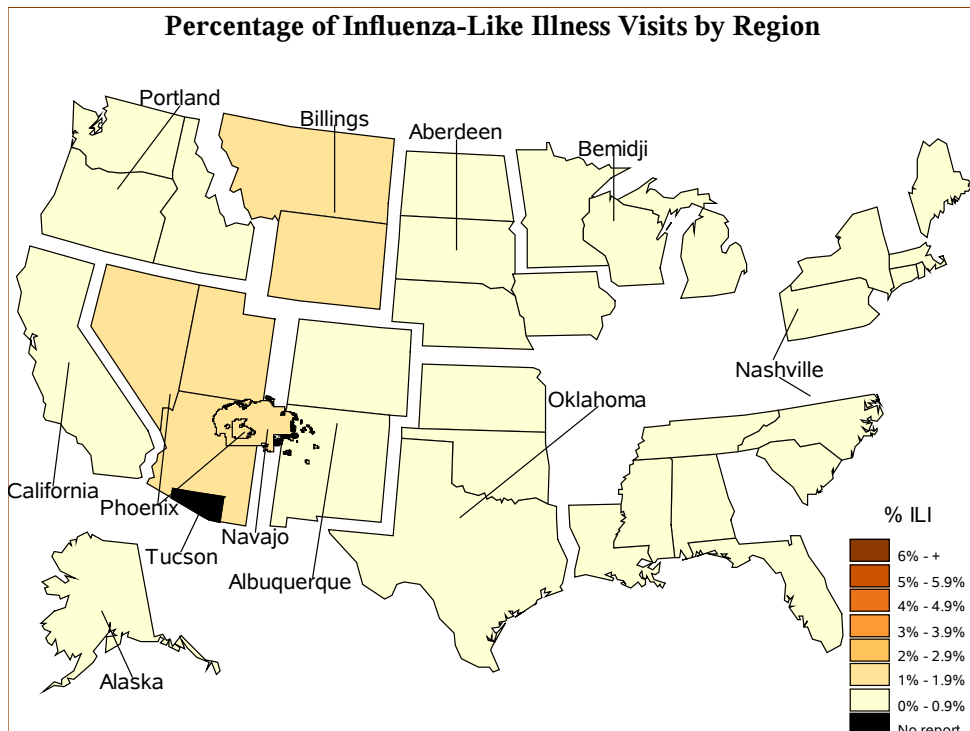 Percentage of Influenza-Like Illness Visits by Region
Portland
Billings
Aberdeen
Bemidji
Nashville
Oklahoma
California
Phoenix
Navajo
Tucson
Albuquerque
Alaska
% ILI
6% - +
5% - 5.9%
4% - 4.9%
3% - 3.9%
2% - 2.9%
1% - 1.9%
0% - 0.9%
No report